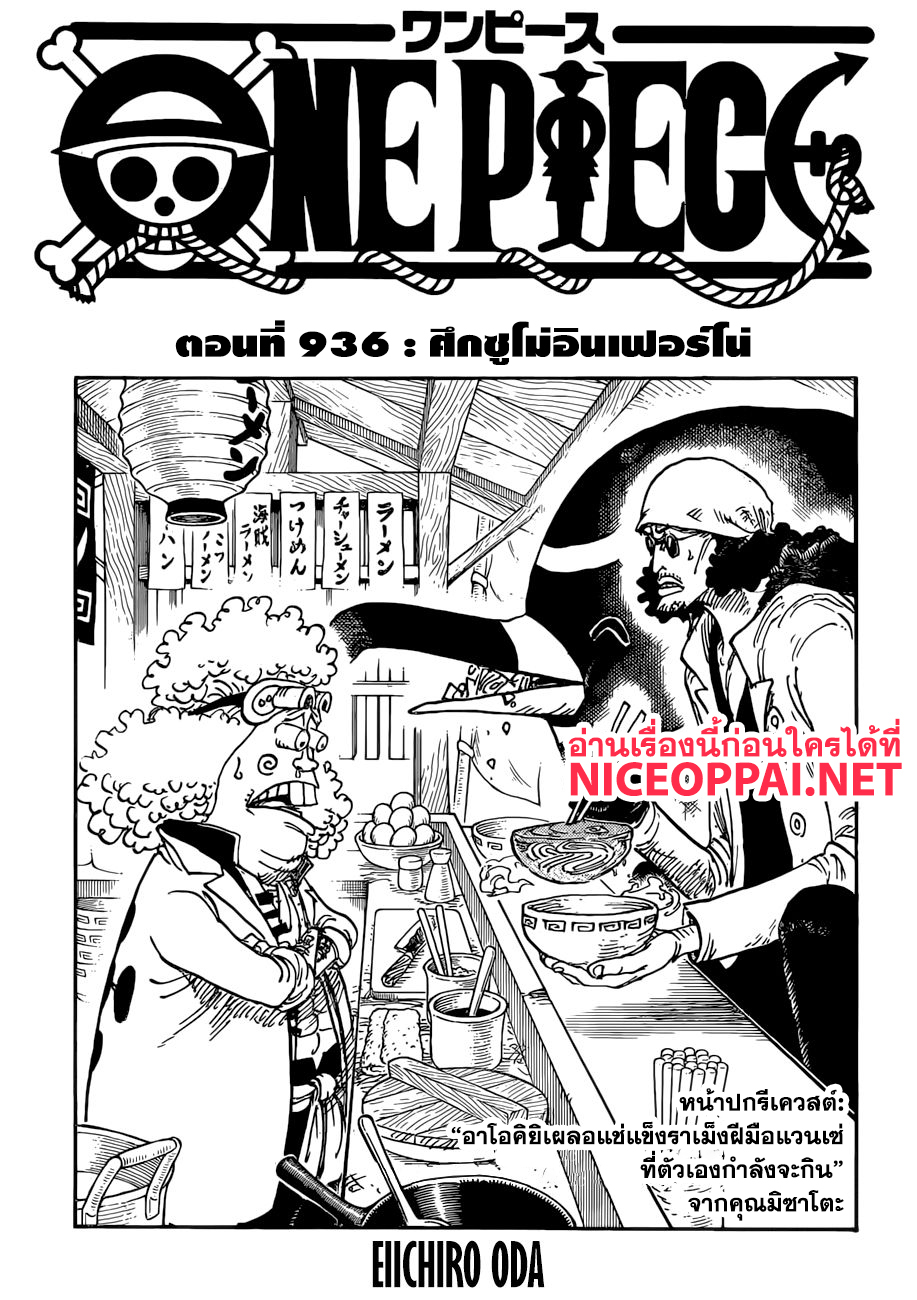 ワンピース
ONE PIECE
ตอนที่ 936 : ศึกซูโม่อินเฟอร์โน่
ーメン
ラーメン
チャーシューメン
つけめん
海賊ラーメン
ハン
อ่านเรื่องนี้ก่อนใครได้ที่
NICEOPPAI.NET
หน้าปกรีเควสต์:
“อาโอคิยิเผลอแช่แข็งราเม็งฝีมือแวนเซ่
ที่ตัวเองกำลังจะกิน”
จากคุณมิซาโตะ
EIICHIRO ODA